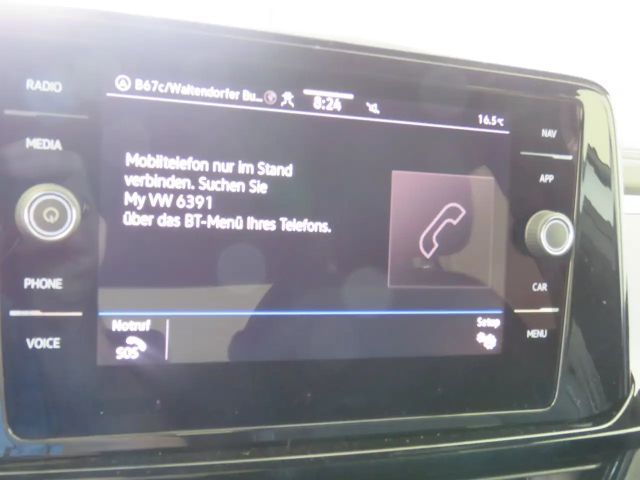 RADIO
B67c/Waltendorfer Bu...
8:24
16.5°C
NAV
MEDIA
APP
Mobiltelefon nur im Stand
verbinden. Suchen Sie
My VW 6391
über das BT-Menü Ihres Telefons.
PHONE
CAR
Notruf
SOS
Setup
VOICE
MENU